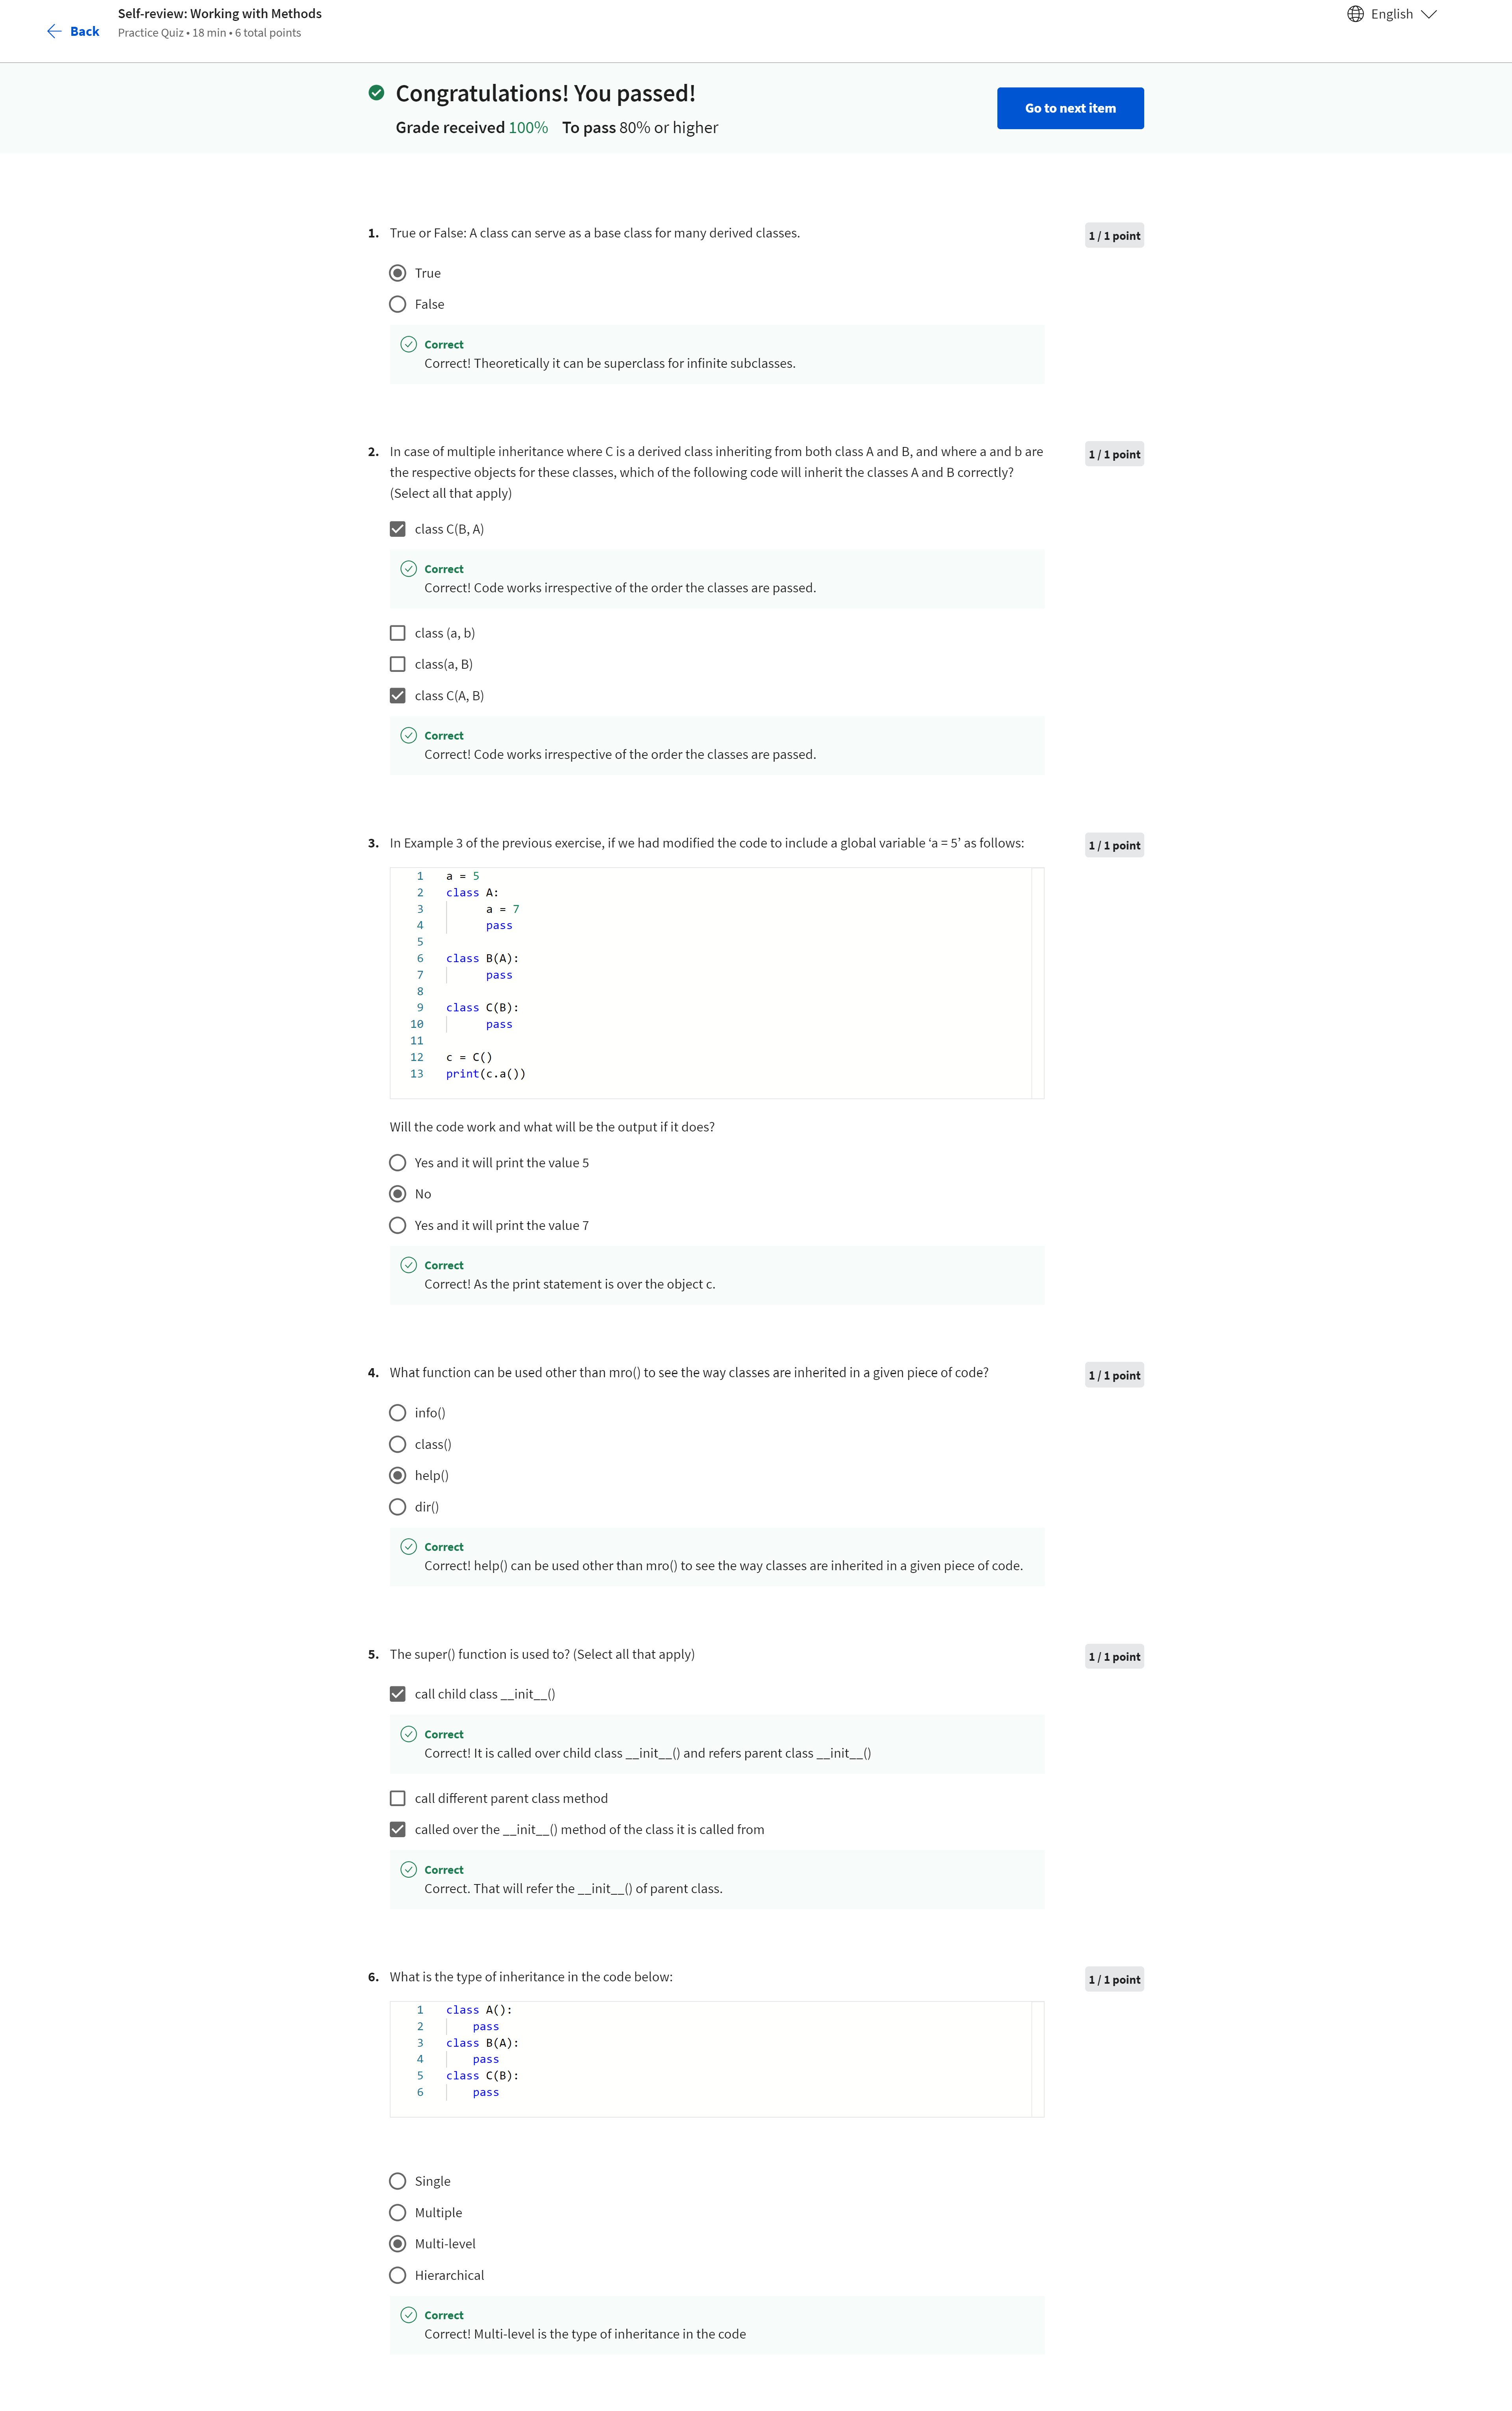 Back
Self-review: Working with Methods
Practice Quiz • 18 min • 6 total points
English
Congratulations! You passed!
Grade received 100% To pass 80% or higher
Go to next item
1. True or False: A class can serve as a base class for many derived classes.
1 / 1 point
True
False
Correct
Correct! Theoretically it can be superclass for infinite subclasses.
2. In case of multiple inheritance where C is a derived class inheriting from both class A and B, and where a and b are
the respective objects for these classes, which of the following code will inherit the classes A and B correctly?
(Select all that apply)
1 / 1 point
class C(B, A)
Correct
Correct! Code works irrespective of the order the classes are passed.
class (a, b)
class(a, B)
class C(A, B)
Correct
Correct! Code works irrespective of the order the classes are passed.
3. In Example 3 of the previous exercise, if we had modified the code to include a global variable ‘a = 5’ as follows:
1 / 1 point
1 a = 5
2 class A:
3 a = 7
4 pass
5
6 class B(A):
7 pass
8
9 class C(B):
10 pass
11
12 c = C()
13 print(c.a())
Will the code work and what will be the output if it does?
Yes and it will print the value 5
No
Yes and it will print the value 7
Correct
Correct! As the print statement is over the object c.
4. What function can be used other than mro() to see the way classes are inherited in a given piece of code?
1 / 1 point
info()
class()
help()
dir()
Correct
Correct! help() can be used other than mro() to see the way classes are inherited in a given piece of code.
5. The super() function is used to? (Select all that apply)
1 / 1 point
call child class __init__()
Correct
Correct! It is called over child class __init__() and refers parent class __init__()
call different parent class method
called over the __init__() method of the class it is called from
Correct
Correct. That will refer the __init__() of parent class.
6. What is the type of inheritance in the code below:
1 / 1 point
1 class A():
2 pass
3 class B(A):
4 pass
5 class C(B):
6 pass
Single
Multiple
Multi-level
Hierarchical
Correct
Correct! Multi-level is the type of inheritance in the code